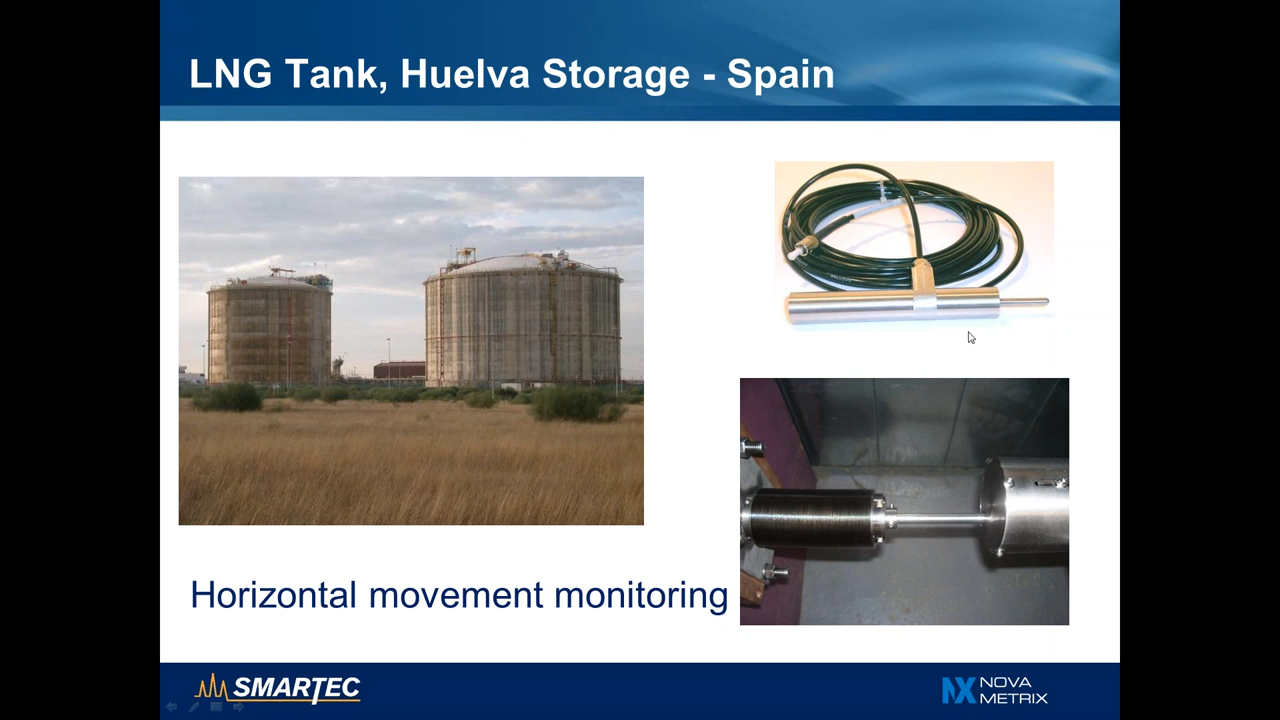 LNG Tank, Huelva Storage - Spain
Horizontal movement monitoring
SMARTEC
NOVA
METRIX